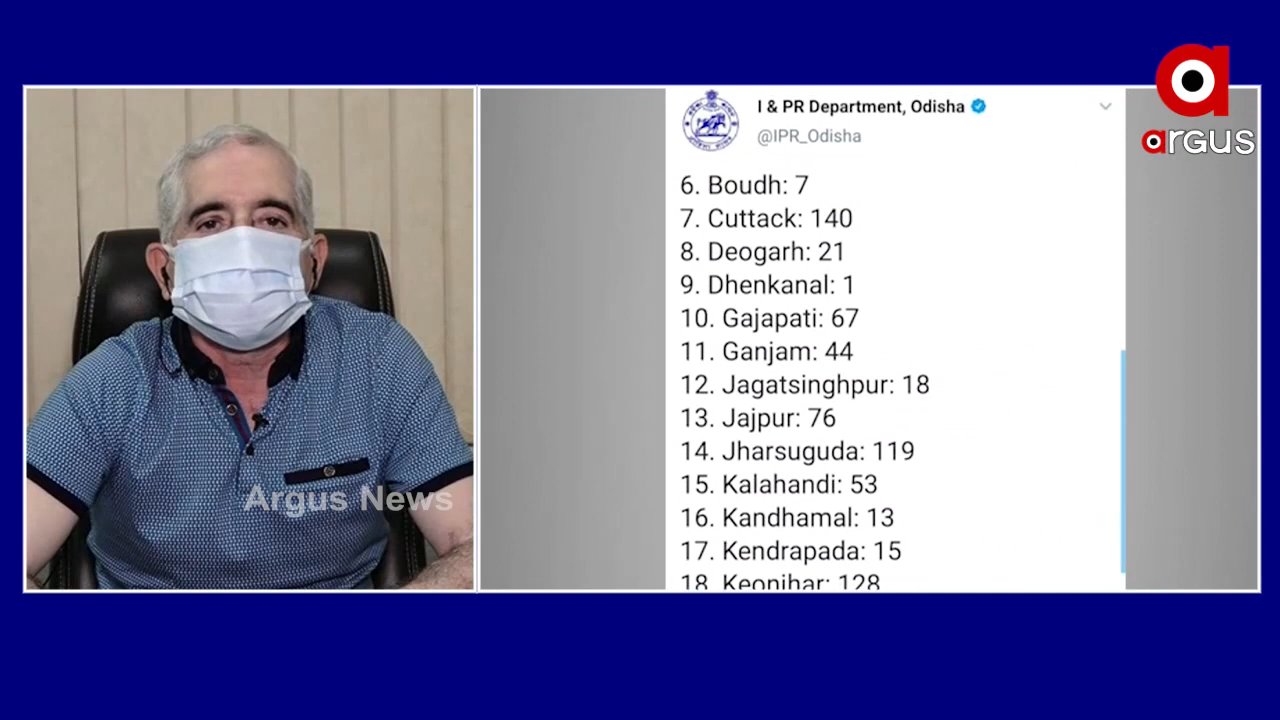 argus
I & PR Department, Odisha
@IPR_Odisha
6. Boudh: 7
7. Cuttack: 140
8. Deogarh: 21
9. Dhenkanal: 1
10. Gajapati: 67
11. Ganjam: 44
12. Jagatsinghpur: 18
13. Jajpur: 76
14. Jharsuguda: 119
15. Kalahandi: 53
16. Kandhamal: 13
17. Kendrapada: 15
18. Keonjhar: 128
Argus News